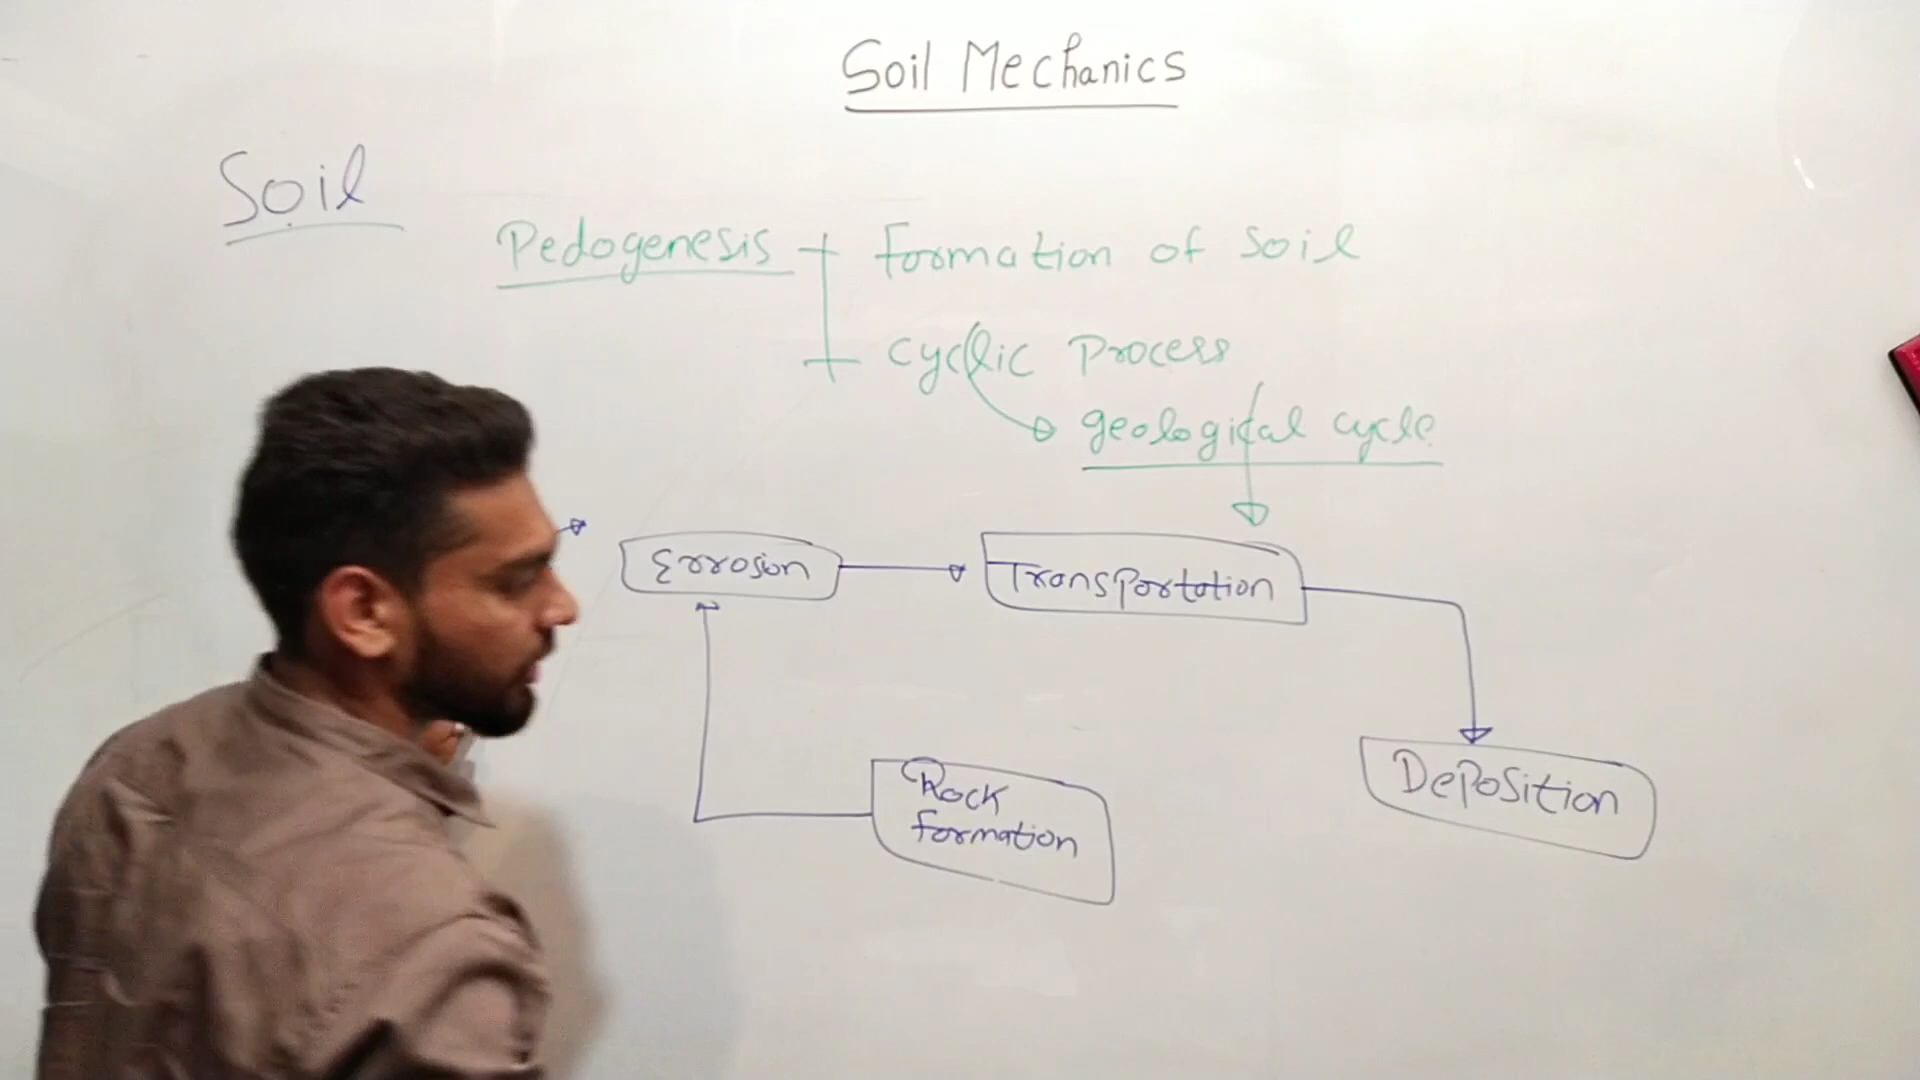 Soil Mechanics
Soil
Pedogenesis
Formation of Soil
Cyclic Process
geological cycle
Errosion
Transportation
Rock
formation
Deposition